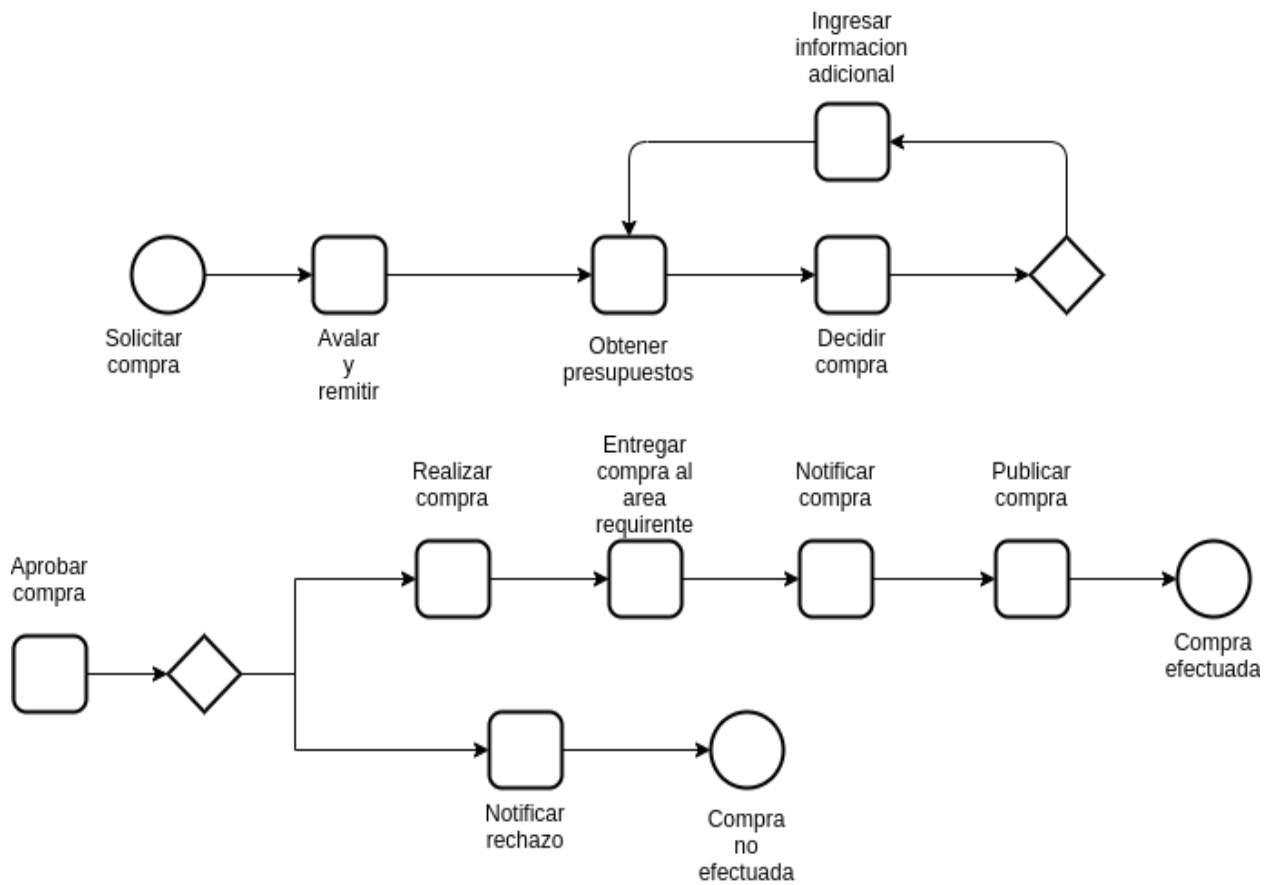 Ingresar
informacion
adicional
Solicitar
compra
Avalar
y
remitir
Obtener
presupuestos
Decidir
compra
Aprobar
compra
Realizar
compra
Entregar
compra al
area
requirente
Notificar
compra
Publicar
compra
Compra
efectuada
Notificar
rechazo
Compra
no
efectuada